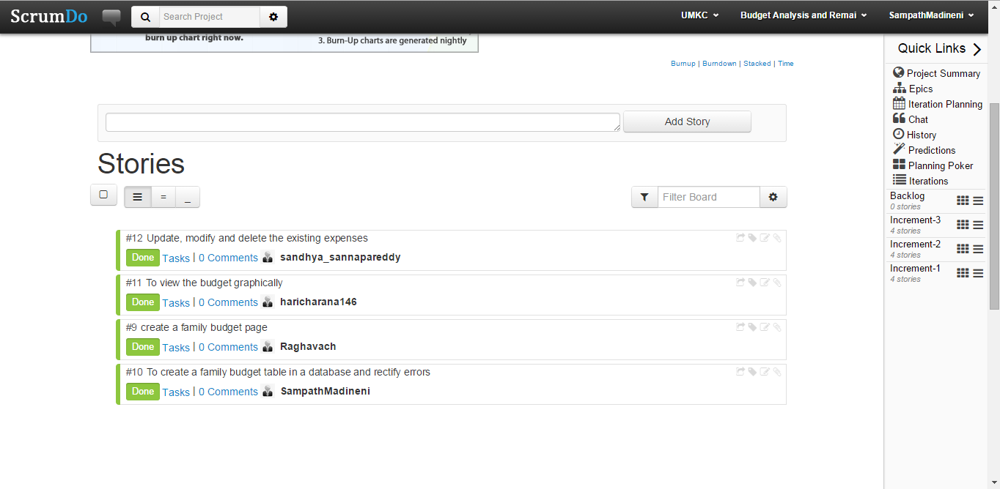 ScrumDo
Search Project
UMKC
Budget Analysis and Remai
SampathMadineni
burn up chart right now.
3. Burn-Up charts are generated nightly
Burnup | Burndown | Stacked | Time
Add Story
Stories
=
_
Filter Board
#12 Update, modify and delete the existing expenses
Done Tasks | 0 Comments sandhya_sannapareddy
#11 To view the budget graphically
Done Tasks | 0 Comments haricharana146
#9 create a family budget page
Done Tasks | 0 Comments Raghavach
#10 To create a family budget table in a database and rectify errors
Done Tasks | 0 Comments SampathMadineni
Quick Links
Project Summary
Epics
Iteration Planning
Chat
History
Predictions
Planning Poker
Iterations
Backlog
0 stories
Increment-3
4 stories
Increment-2
4 stories
Increment-1
4 stories